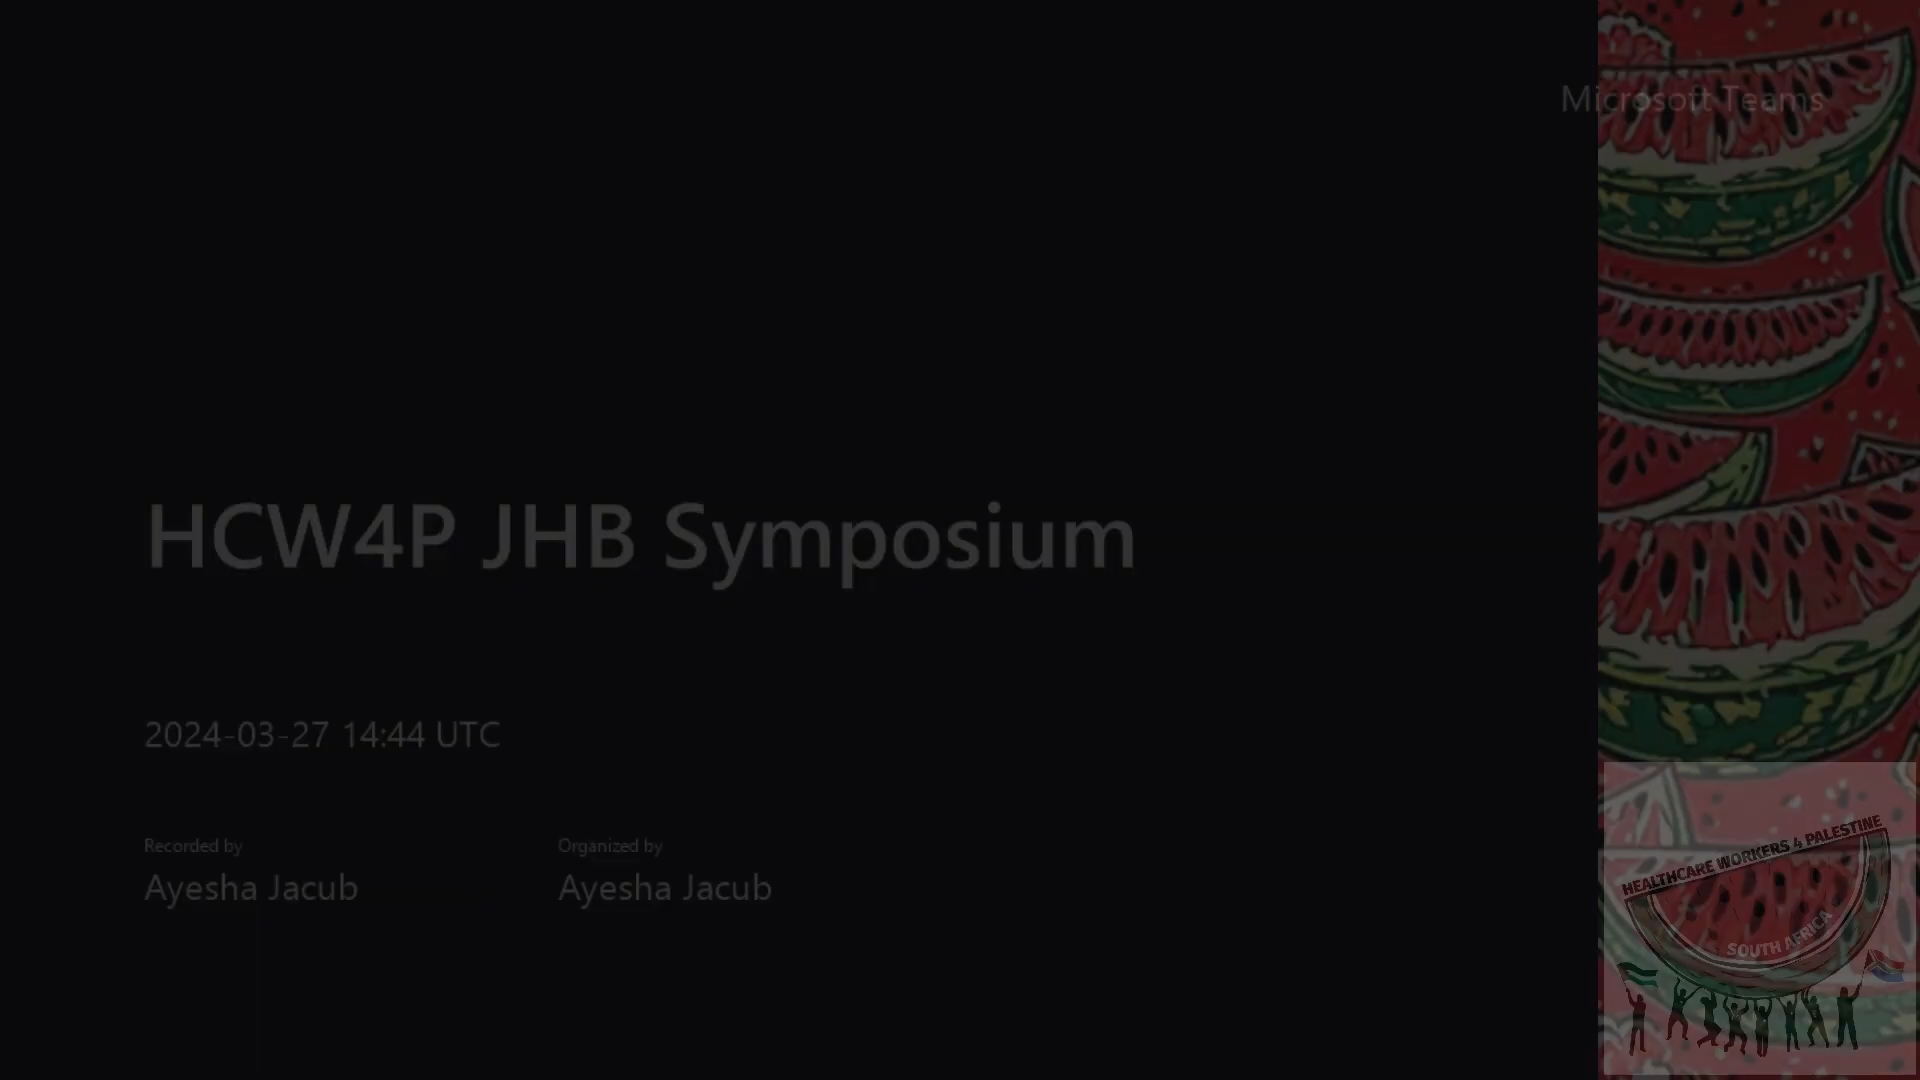 Microsoft Teams
HCW4P JHB Symposium
2024-03-27 14:44 UTC
Recorded by
Ayesha Jacub
Organized by
Ayesha Jacub
HEALTHCARE WORKERS 4 PALESTINE
SOUTH AFRICA